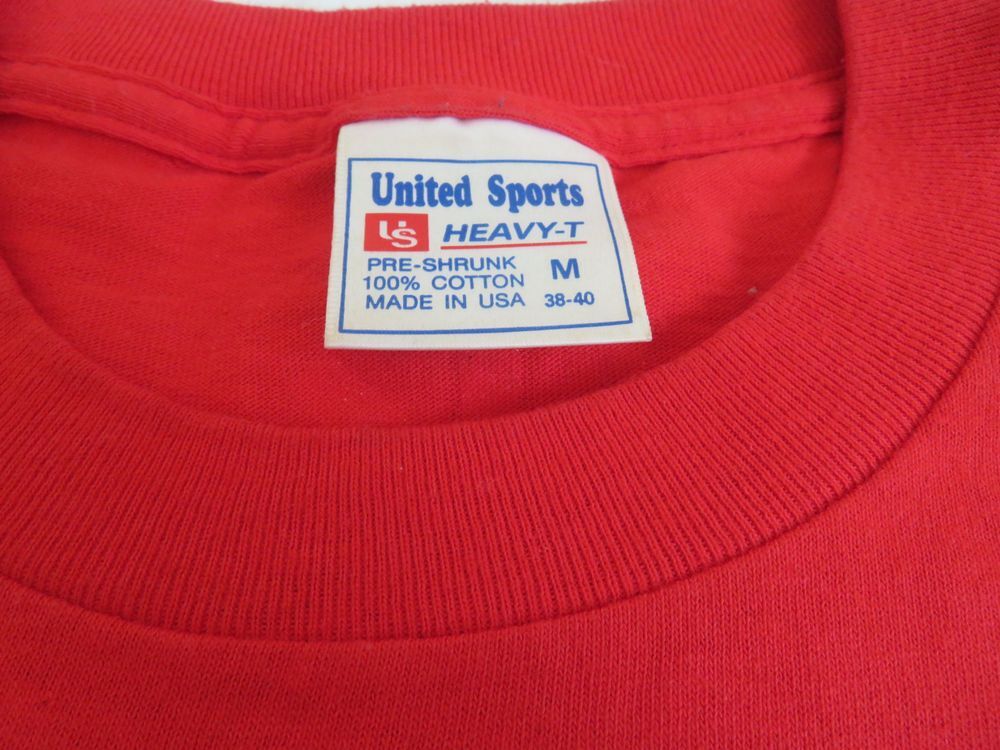 United Sports
US HEAVY-T
PRE-SHRUNK M
100% COTTON
MADE IN USA 38-40